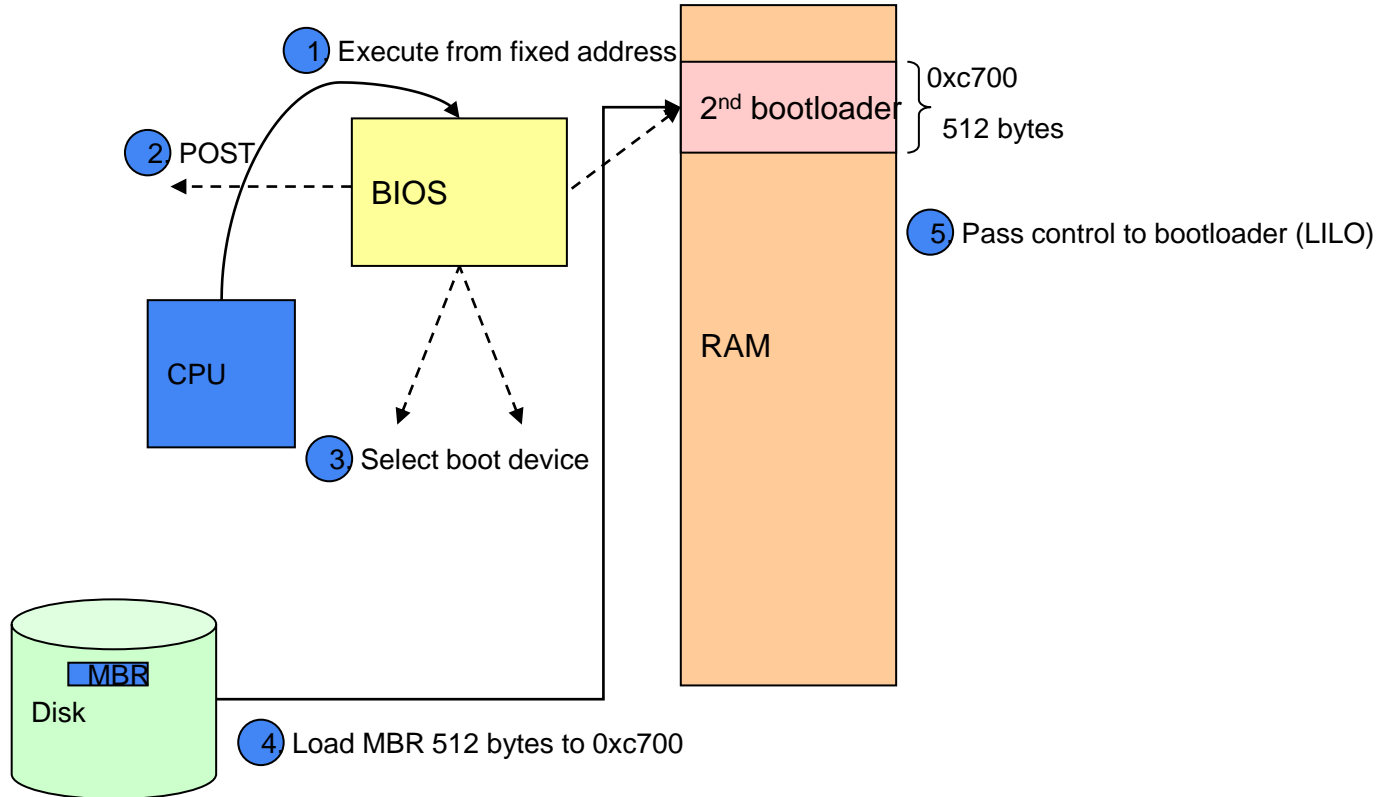 1. Execute from fixed address
2nd bootloader
0xc700
512 bytes
2. POST
BIOS
5. Pass control to bootloader (LILO)
RAM
CPU
3. Select boot device
MBR
Disk
4. Load MBR 512 bytes to 0xc700